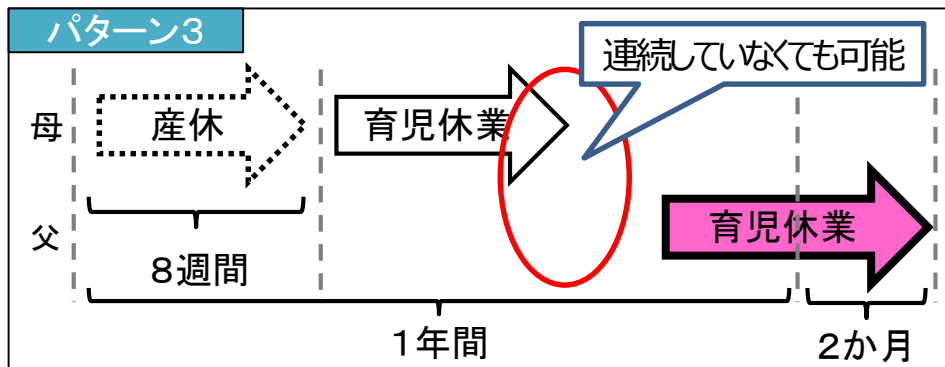 パターン3
連続していなくても可能
母
産休
育児休業
父
育児休業
8週間
1年間
2か月